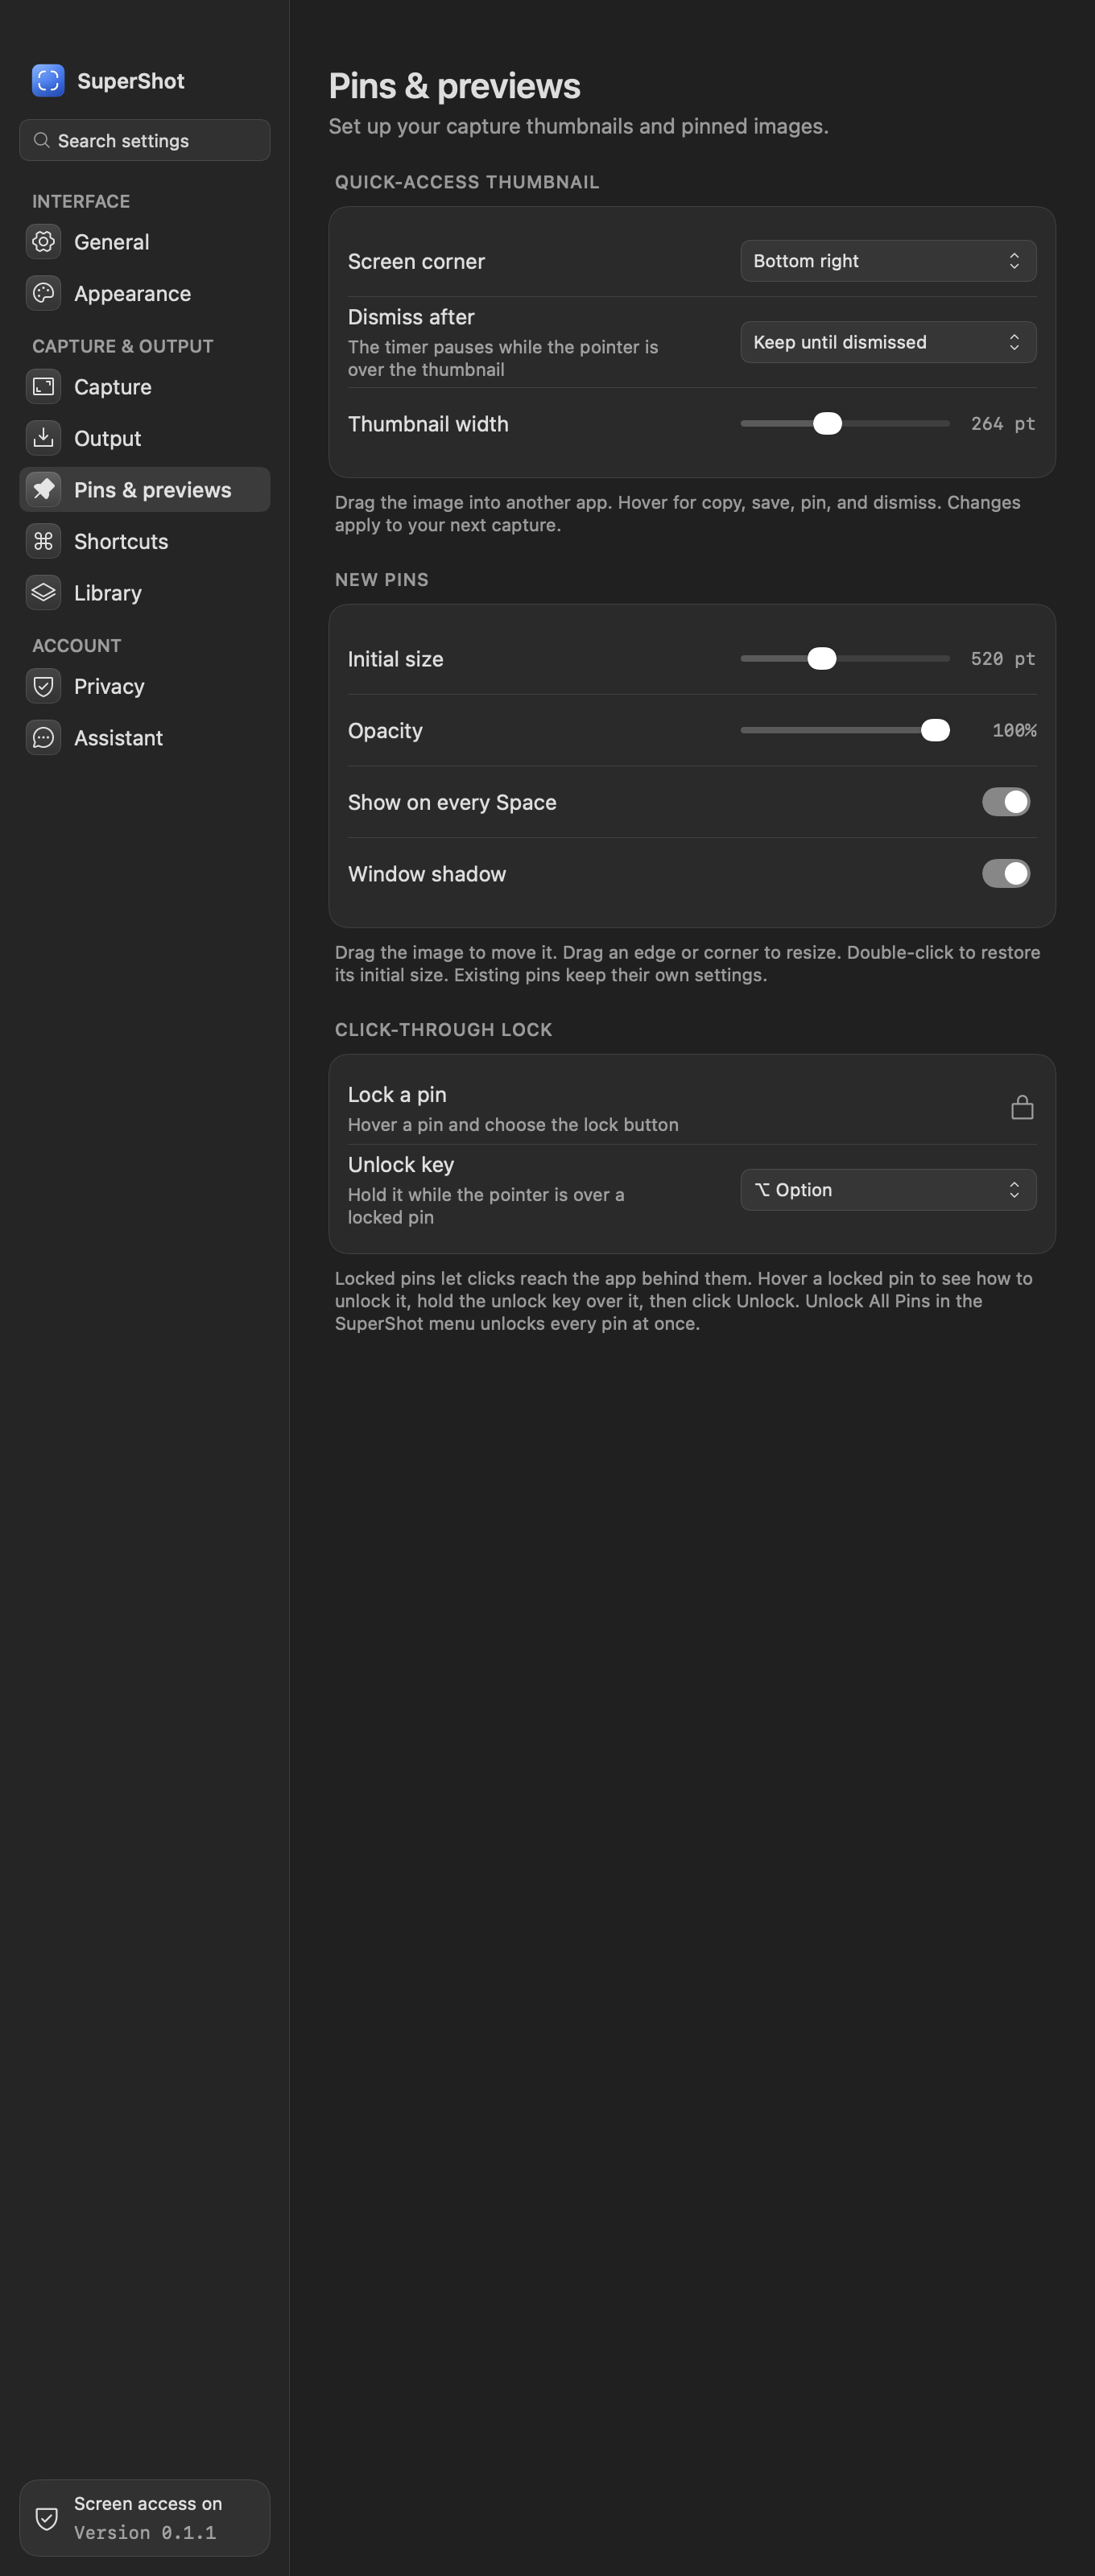 SuperShot
Search settings
INTERFACE
General
Appearance
CAPTURE & OUTPUT
Capture
Output
Pins & previews
Shortcuts
Library
ACCOUNT
Privacy
Assistant
Screen access on
Version 0.1.1
Pins & previews
Set up your capture thumbnails and pinned images.
QUICK-ACCESS THUMBNAIL
Screen corner
Bottom right
Dismiss after
The timer pauses while the pointer is
over the thumbnail
Keep until dismissed
Thumbnail width
264 pt
Drag the image into another app. Hover for copy, save, pin, and dismiss. Changes
apply to your next capture.
NEW PINS
Initial size
520 pt
Opacity
100%
Show on every Space
Window shadow
Drag the image to move it. Drag an edge or corner to resize. Double-click to restore
its initial size. Existing pins keep their own settings.
CLICK-THROUGH LOCK
Lock a pin
Hover a pin and choose the lock button
Unlock key
Hold it while the pointer is over a
locked pin
⌥ Option
Locked pins let clicks reach the app behind them. Hover a locked pin to see how to
unlock it, hold the unlock key over it, then click Unlock. Unlock All Pins in the
SuperShot menu unlocks every pin at once.